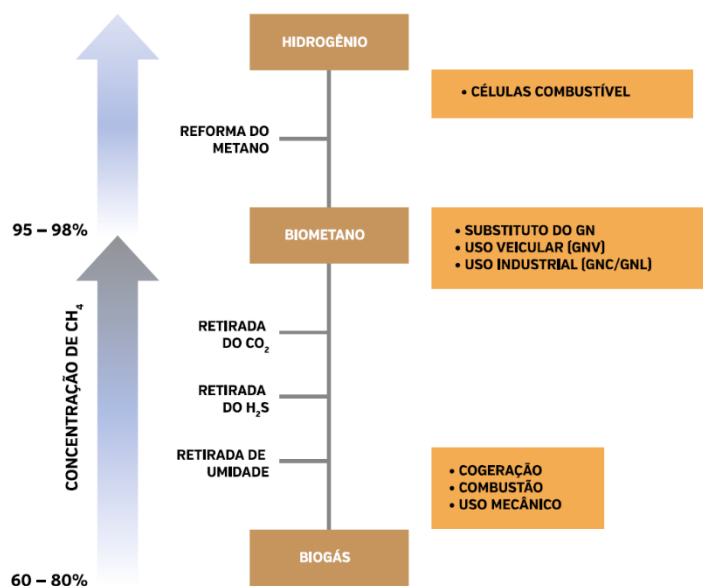 HIDROGÊNIO
• CÉLULAS COMBUSTÍVEL
REFORMA DO
METANO
95 – 98%
BIOMETANO
• SUBSTITUTO DO GN
• USO VEICULAR (GNV)
• USO INDUSTRIAL (GNC/GNL)
CONCENTRAÇÃO DE CH₄
RETIRADA
DO CO₂
RETIRADA
DO H₂S
RETIRADA DE
UMIDADE
• COGERAÇÃO
• COMBUSTÃO
• USO MECÂNICO
BIOGÁS
60 – 80%